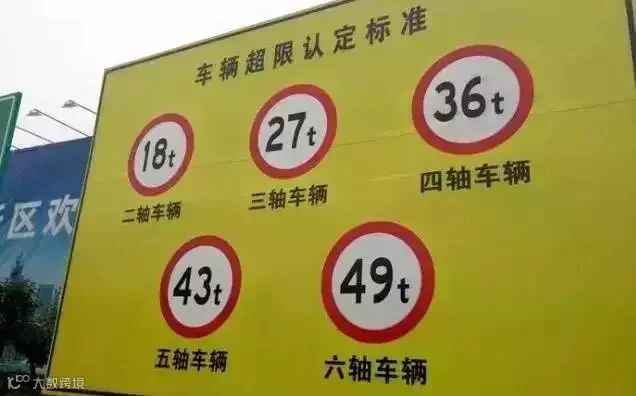 车辆超限认定标准
18t
27t
36t
二轴车辆
三轴车辆
四轴车辆
43t
49t
五轴车辆
六轴车辆
区欢
大数跨境